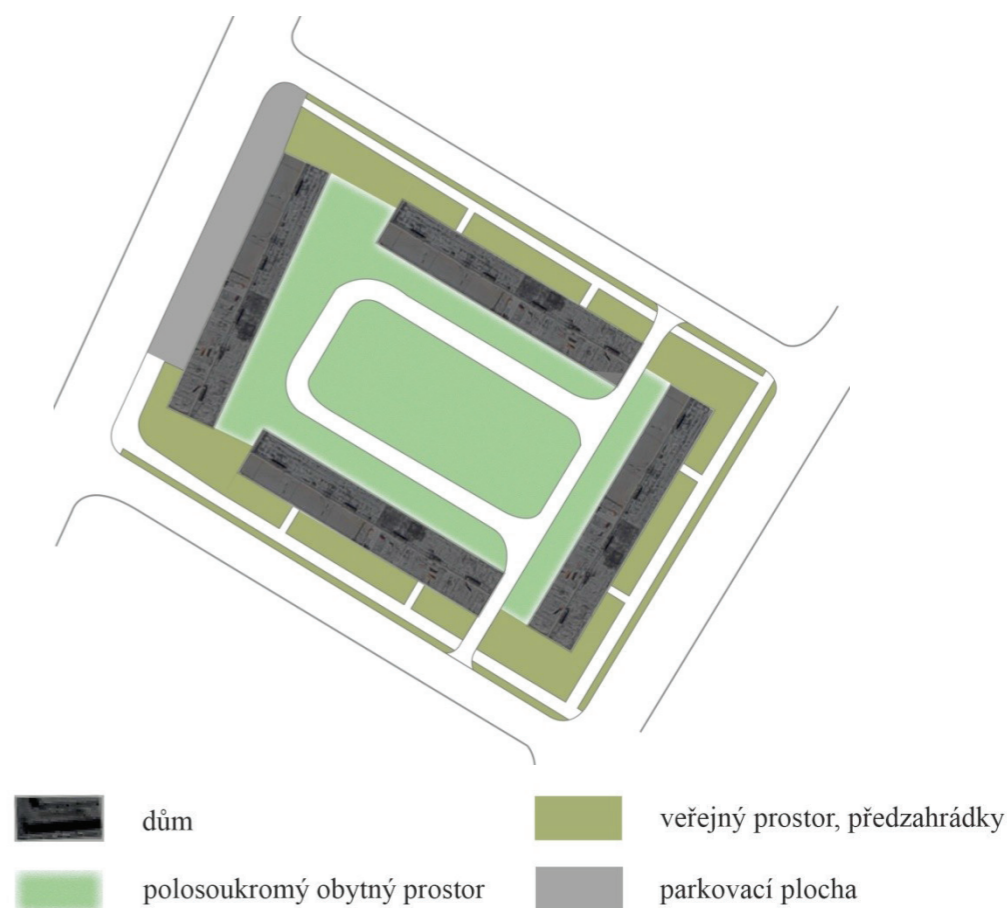 dům
veřejný prostor, předzahrádky
polosoukromý obytný prostor
parkovací plocha